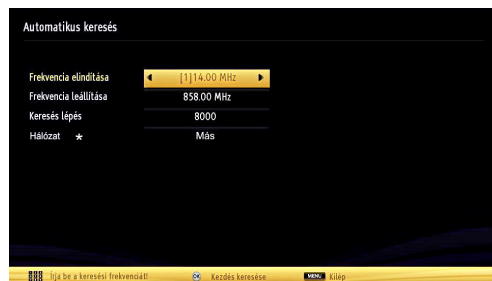 Automatikus keresés
Frekvencia elindítása [1]14.00 MHz
Frekvencia leállítása 858.00 MHz
Keresés lépés 8000
Hálózat * Más
Írja be a keresési frekvenciát! OK Kezdés keresése MENU Kilép